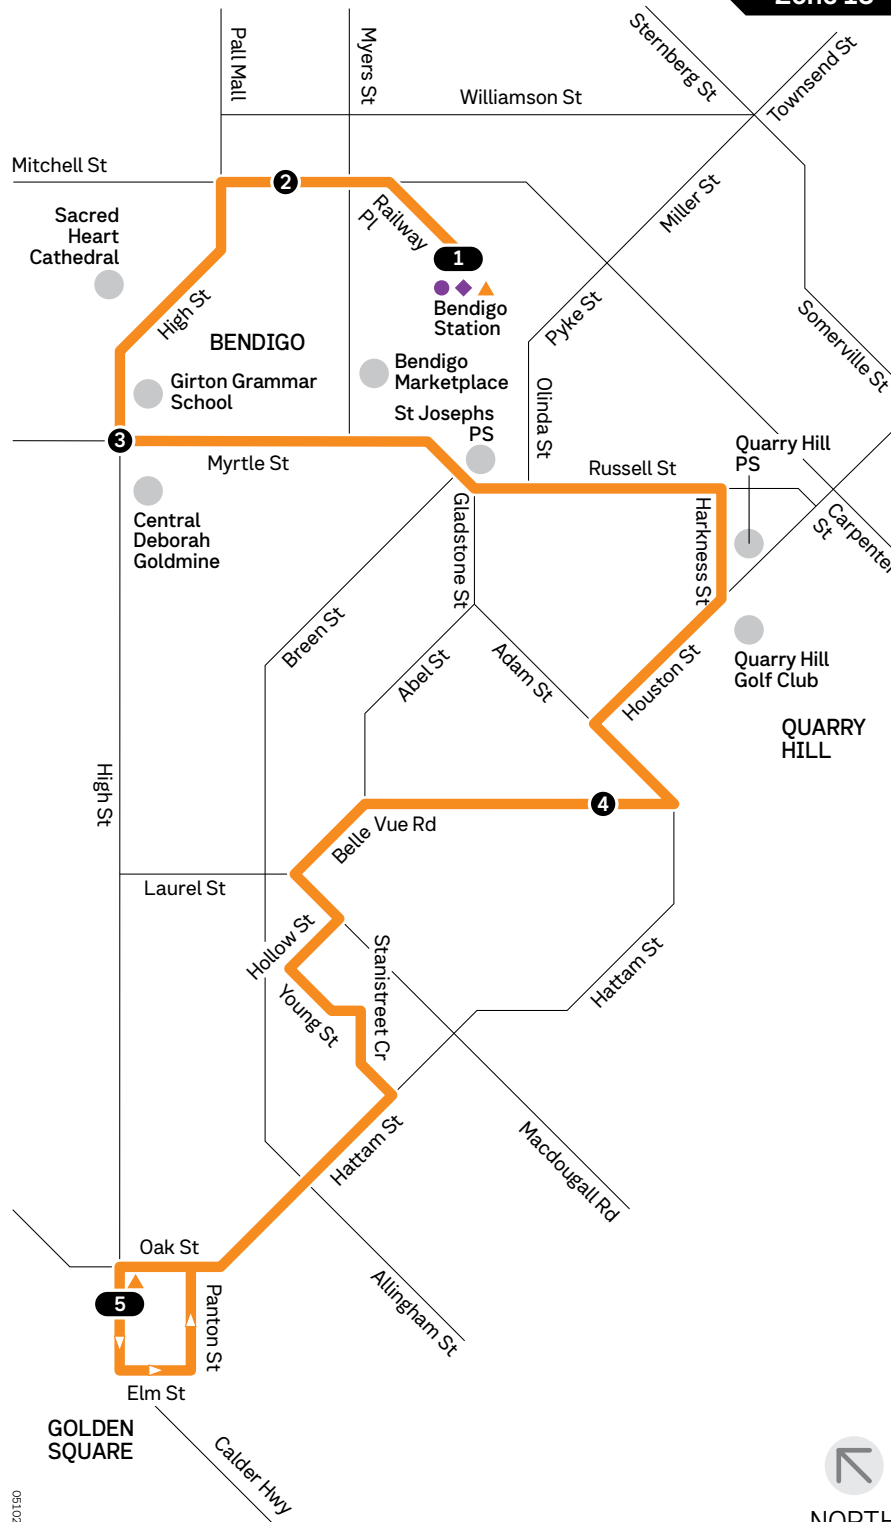 Zone 13
Pall Mall
Myers St
Sternberg St
Townsend St
Williamson St
Mitchell St
2
Miller St
Sacred
Heart
Cathedral
Railway
Pl
1
High St
Bendigo
Station
Pyke St
Somerville St
BENDIGO
Girton Grammar
School
Bendigo
Marketplace
Olinda St
St Josephs
PS
3
Myrtle St
Quarry Hill
PS
Russell St
Central
Deborah
Goldmine
Gladstone St
Harkness St
Carpenter
St
Breen St
Abel St
Adam St
Houston St
Quarry Hill
Golf Club
QUARRY
HILL
High St
4
Belle Vue Rd
Laurel St
Hollow St
Stanistreet Cr
Young St
Hattam St
Hattam St
Macdougall Rd
Oak St
5
Panton St
Allingham St
Elm St
GOLDEN
SQUARE
Calder Hwy
05102
NORTH